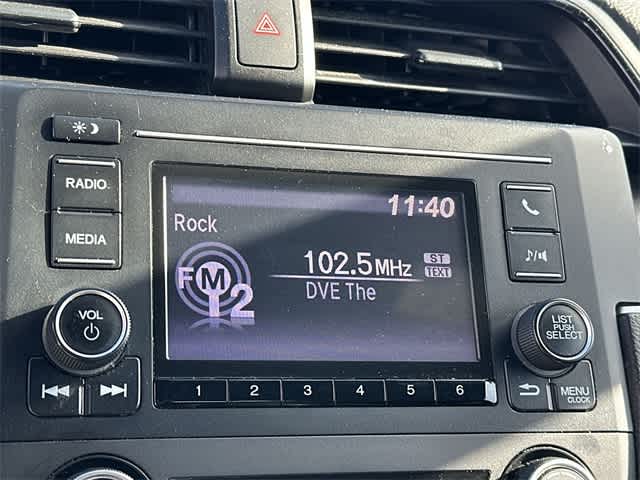 RADIO
MEDIA
VOL
11:40
Rock
FM
2
102.5MHz
ST
TEXT
DVE The
LIST
PUSH
SELECT
MENU
CLOCK
1 2 3 4 5 6